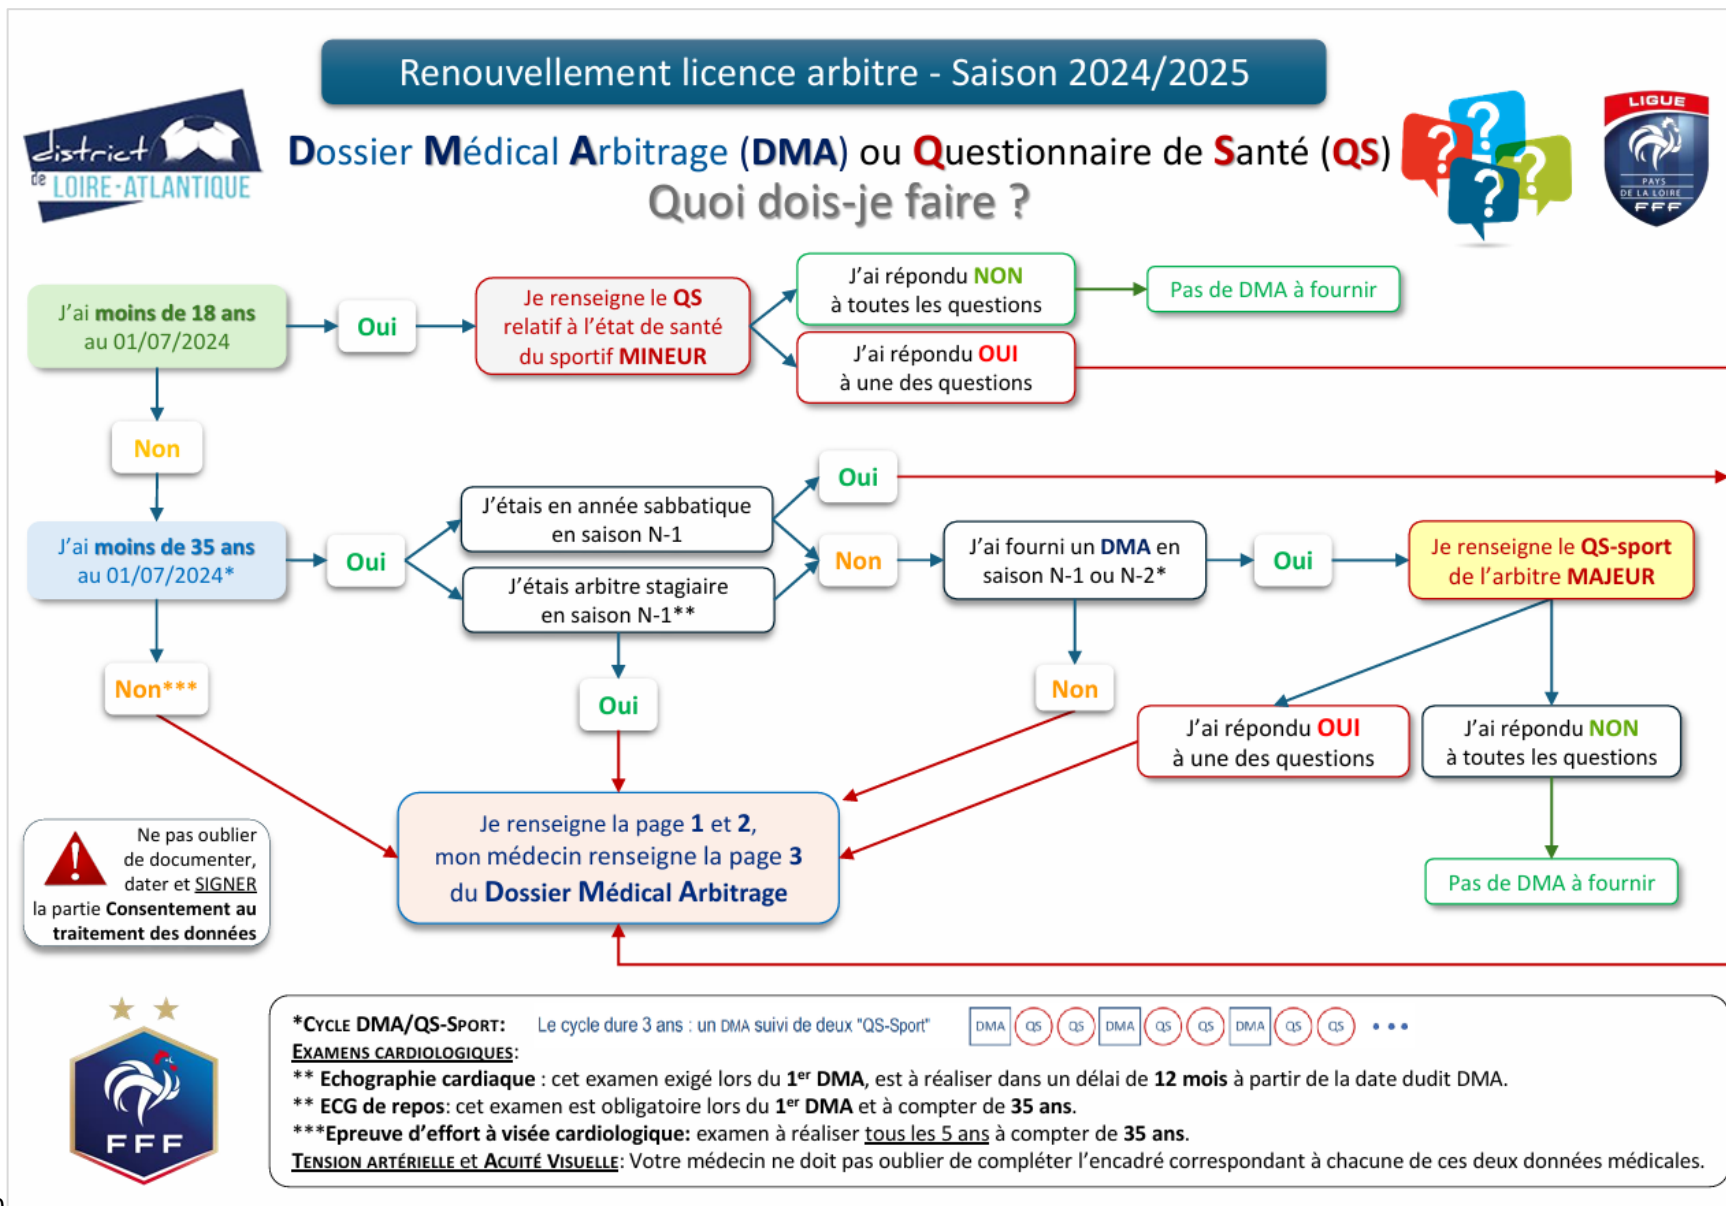 Renouvellement licence arbitre - Saison 2024/2025
district
de LOIRE-ATLANTIQUE
Dossier Médical Arbitrage (DMA) ou Questionnaire de Santé (QS)
Quoi dois-je faire ?
? ? ? ?
LIGUE
PAYS
DE LA LOIRE
FFF
J'ai moins de 18 ans
au 01/07/2024
Oui
Je renseigne le QS
relatif à l'état de santé
du sportif MINEUR
J'ai répondu NON
à toutes les questions
Pas de DMA à fournir
J'ai répondu OUI
à une des questions
Non
J'ai moins de 35 ans
au 01/07/2024*
Oui
J'étais en année sabbatique
en saison N-1
J'étais arbitre stagiaire
en saison N-1**
Oui
Non
J'ai fourni un DMA en
saison N-1 ou N-2*
Oui
Je renseigne le QS-sport
de l'arbitre MAJEUR
Non***
Oui
Non
J'ai répondu OUI
à une des questions
J'ai répondu NON
à toutes les questions
Pas de DMA à fournir
Je renseigne la page 1 et 2,
mon médecin renseigne la page 3
du Dossier Médical Arbitrage
Ne pas oublier
de documenter,
dater et SIGNER
la partie Consentement au
traitement des données
FFF
*CYCLE DMA/QS-SPORT: Le cycle dure 3 ans : un DMA suivi de deux "QS-Sport" DMA QS QS DMA QS QS DMA QS QS • • •
EXAMENS CARDIOLOGIQUES:
** Echographie cardiaque : cet examen exigé lors du 1er DMA, est à réaliser dans un délai de 12 mois à partir de la date dudit DMA.
** ECG de repos: cet examen est obligatoire lors du 1er DMA et à compter de 35 ans.
***Epreuve d'effort à visée cardiologique: examen à réaliser tous les 5 ans à compter de 35 ans.
TENSION ARTÉRIELLE et ACUITÉ VISUELLE: Votre médecin ne doit pas oublier de compléter l'encadré correspondant à chacune de ces deux données médicales.